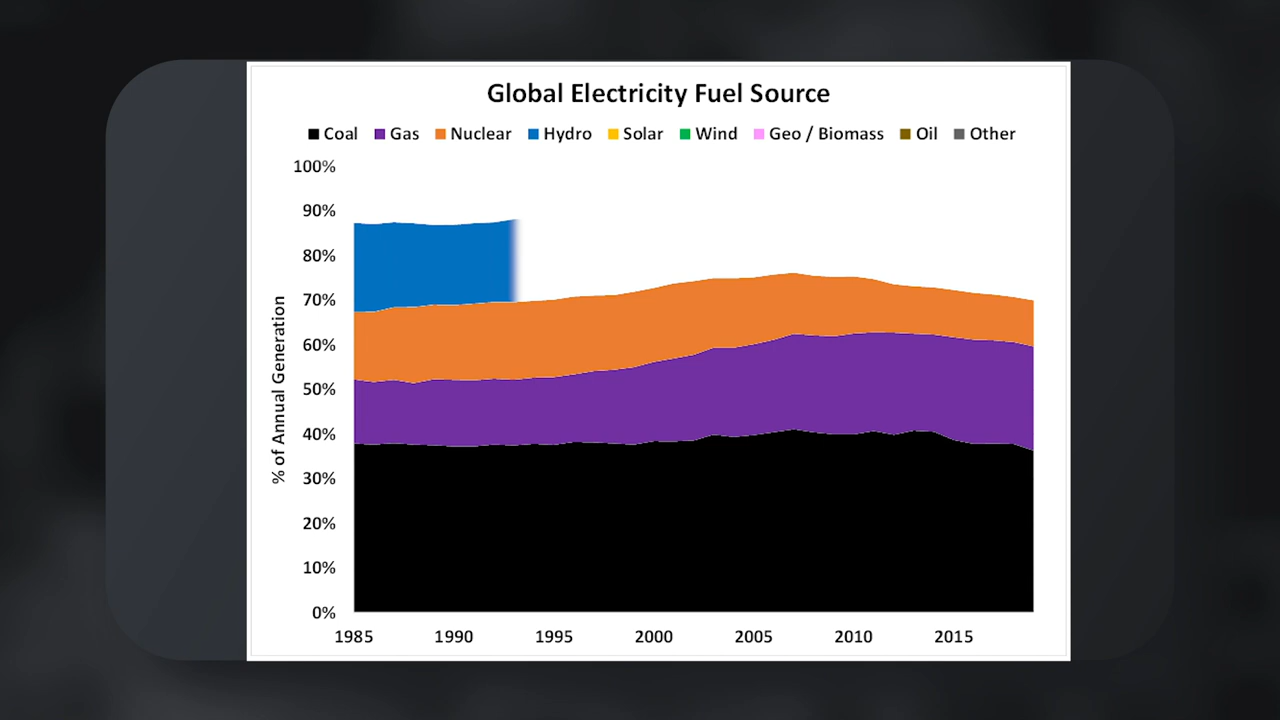 Global Electricity Fuel Source
Coal Gas Nuclear Hydro Solar Wind Geo / Biomass Oil Other
% of Annual Generation
100%
90%
80%
70%
60%
50%
40%
30%
20%
10%
0%
1985 1990 1995 2000 2005 2010 2015